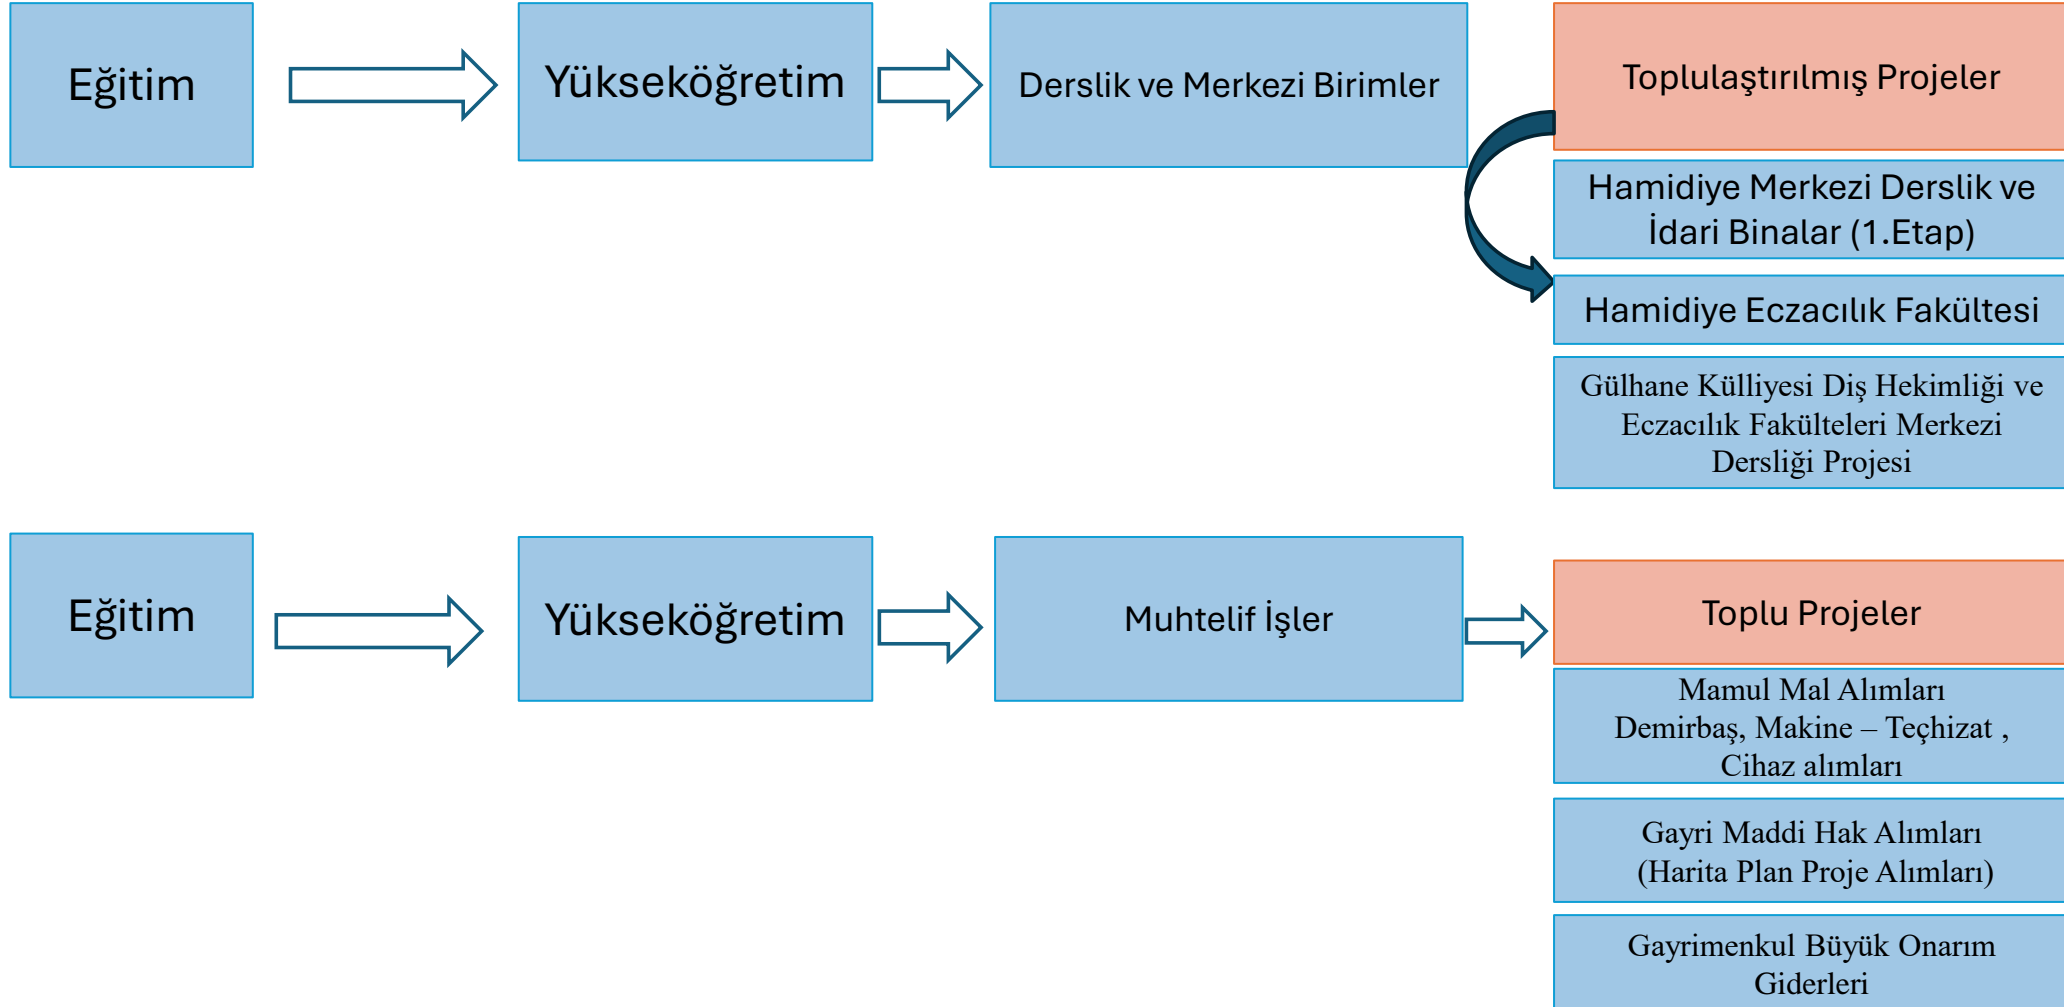 Eğitim
Yükseköğretim
Derslik ve Merkezi Birimler
Toplulaştırılmış Projeler
Hamidiye Merkezi Derslik ve
İdari Binalar (1.Etap)
Hamidiye Eczacılık Fakültesi
Gülhane Külliyesi Diş Hekimliği ve
Eczacılık Fakülteleri Merkezi
Dersliği Projesi
Eğitim
Yükseköğretim
Muhtelif İşler
Toplu Projeler
Mamul Mal Alımları
Demirbaş, Makine – Teçhizat ,
Cihaz alımları
Gayri Maddi Hak Alımları
(Harita Plan Proje Alımları)
Gayrimenkul Büyük Onarım
Giderleri